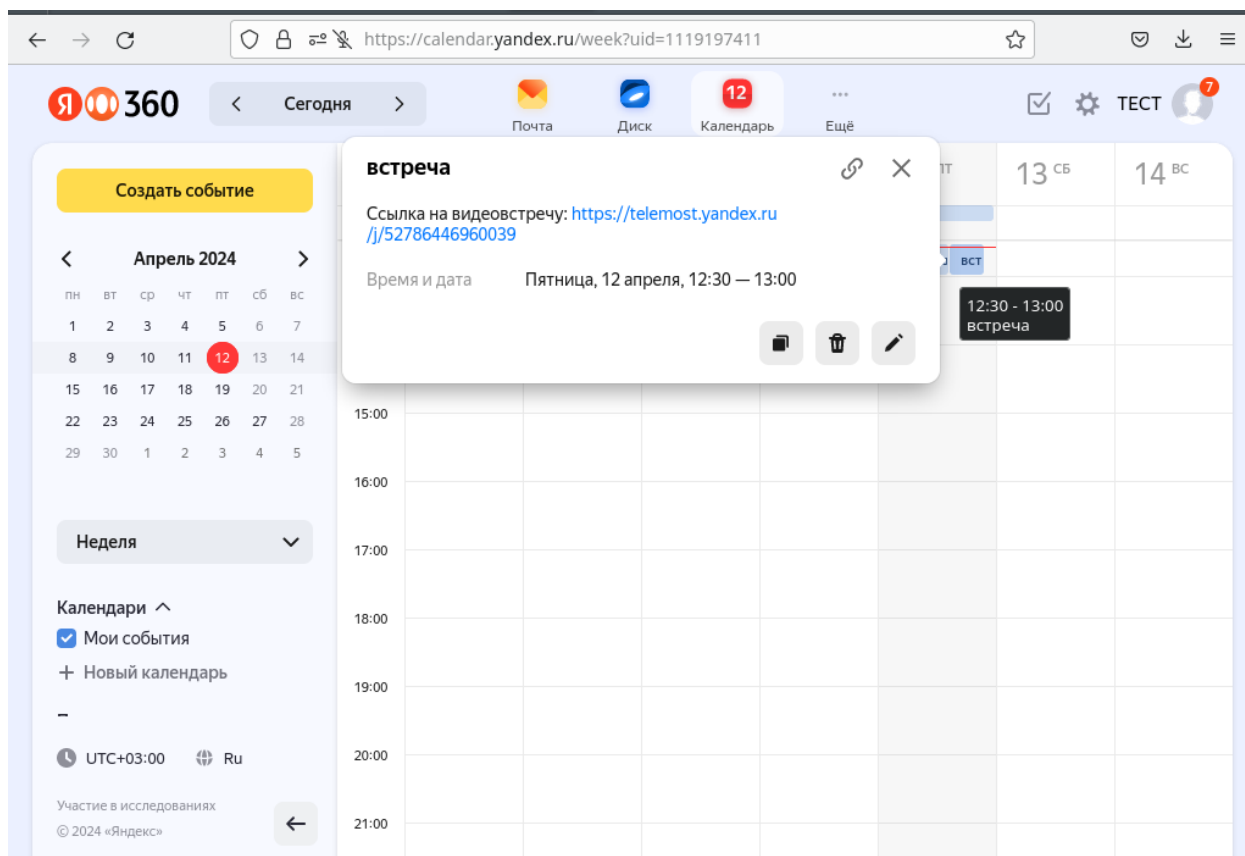 https://calendar.yandex.ru/week?uid=1119197411
Я 360
Сегодня
Почта
Диск
12
Календарь
Ещё
ТЕСТ
7
Создать событие
Апрель 2024
пн вт ср чт пт сб вс
1 2 3 4 5 6 7
8 9 10 11 12 13 14
15 16 17 18 19 20 21
22 23 24 25 26 27 28
29 30 1 2 3 4 5
Неделя
Календари
Мои события
+ Новый календарь
UTC+03:00 Ru
Участие в исследованиях
© 2024 «Яндекс»
встреча
Ссылка на видеовстречу: https://telemost.yandex.ru
/j/52786446960039
Время и дата Пятница, 12 апреля, 12:30 — 13:00
13 СБ
14 ВС
вст
12:30 - 13:00
встреча
15:00
16:00
17:00
18:00
19:00
20:00
21:00